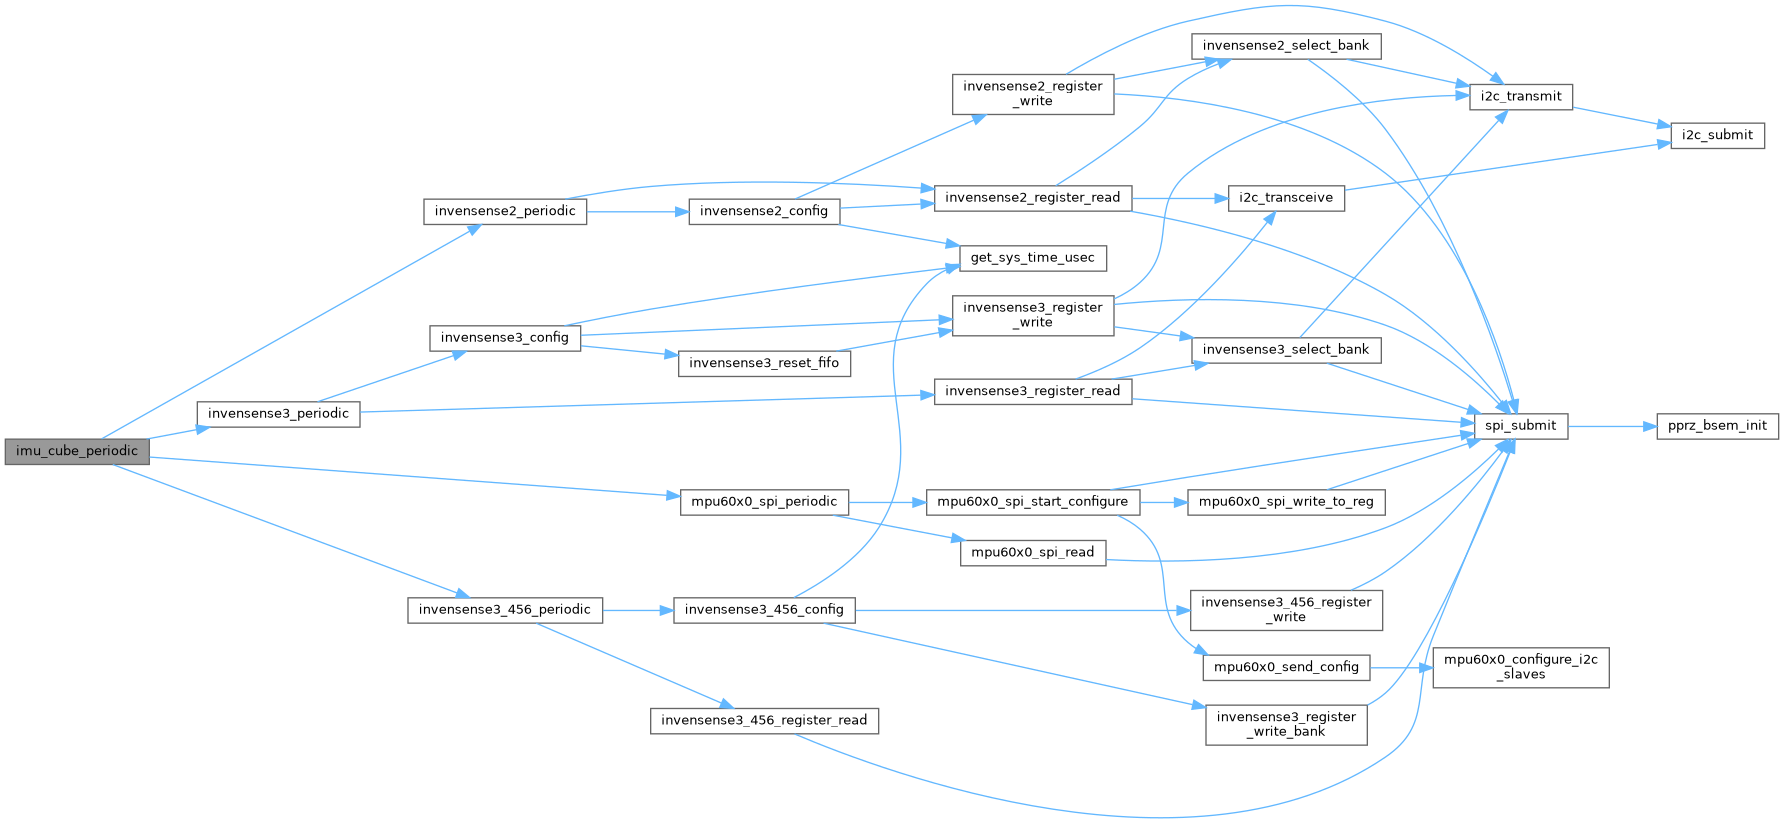 imu_cube_periodic
invensense2_periodic
invensense3_periodic
invensense3_config
invensense3_456_periodic
invensense2_config
invensense3_reset_fifo
mpu60x0_spi_periodic
invensense3_456_config
invensense3_456_register_read
invensense2_register
_write
invensense2_register_read
get_sys_time_usec
invensense3_register
_write
invensense3_register_read
mpu60x0_spi_start_configure
mpu60x0_spi_read
invensense2_select_bank
i2c_transceive
invensense3_select_bank
mpu60x0_spi_write_to_reg
invensense3_456_register
_write
mpu60x0_send_config
invensense3_register
_write_bank
i2c_transmit
spi_submit
mpu60x0_configure_i2c
_slaves
i2c_submit
pprz_bsem_init